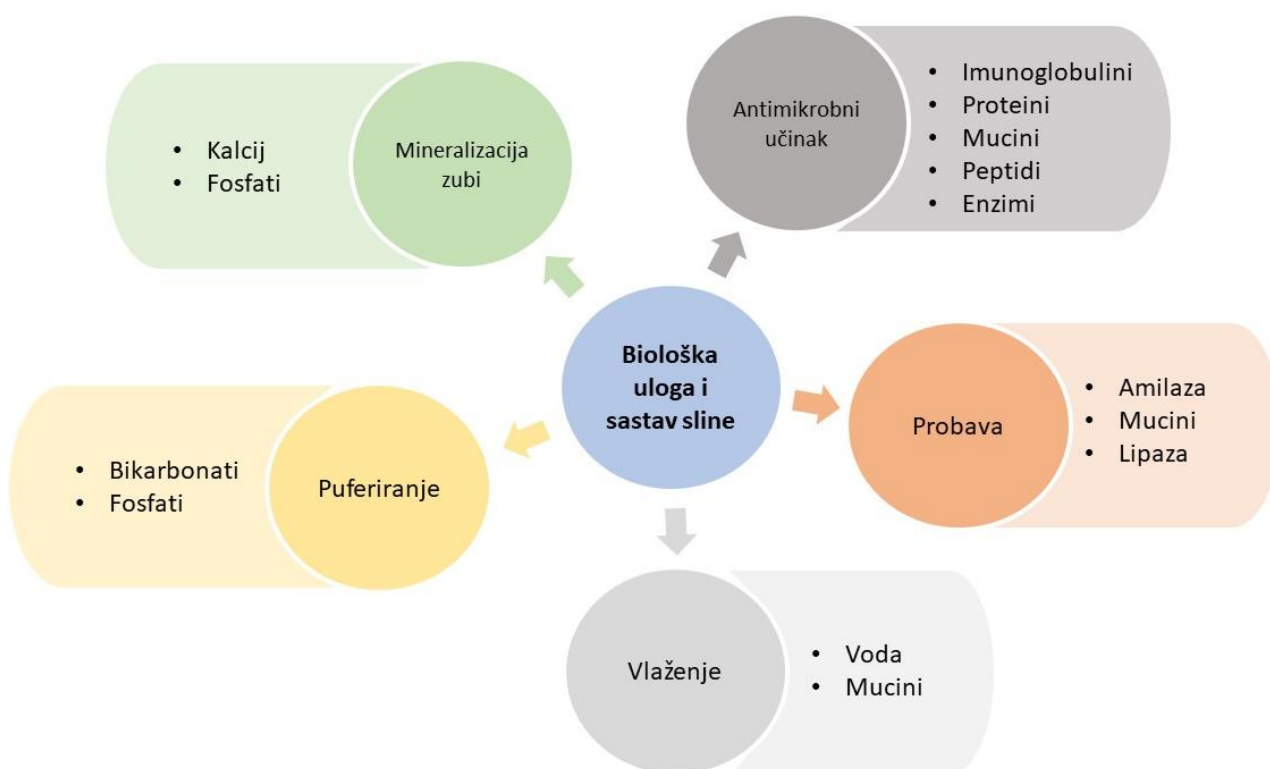 Biološka
uloga i
sastav sline
Mineralizacija
zubi
• Kalcij
• Fosfati
Antimikrobni
učinak
• Imunoglobulini
• Proteini
• Mucini
• Peptidi
• Enzimi
Probava
• Amilaza
• Mucini
• Lipaza
Vlaženje
• Voda
• Mucini
Puferiranje
• Bikarbonati
• Fosfati